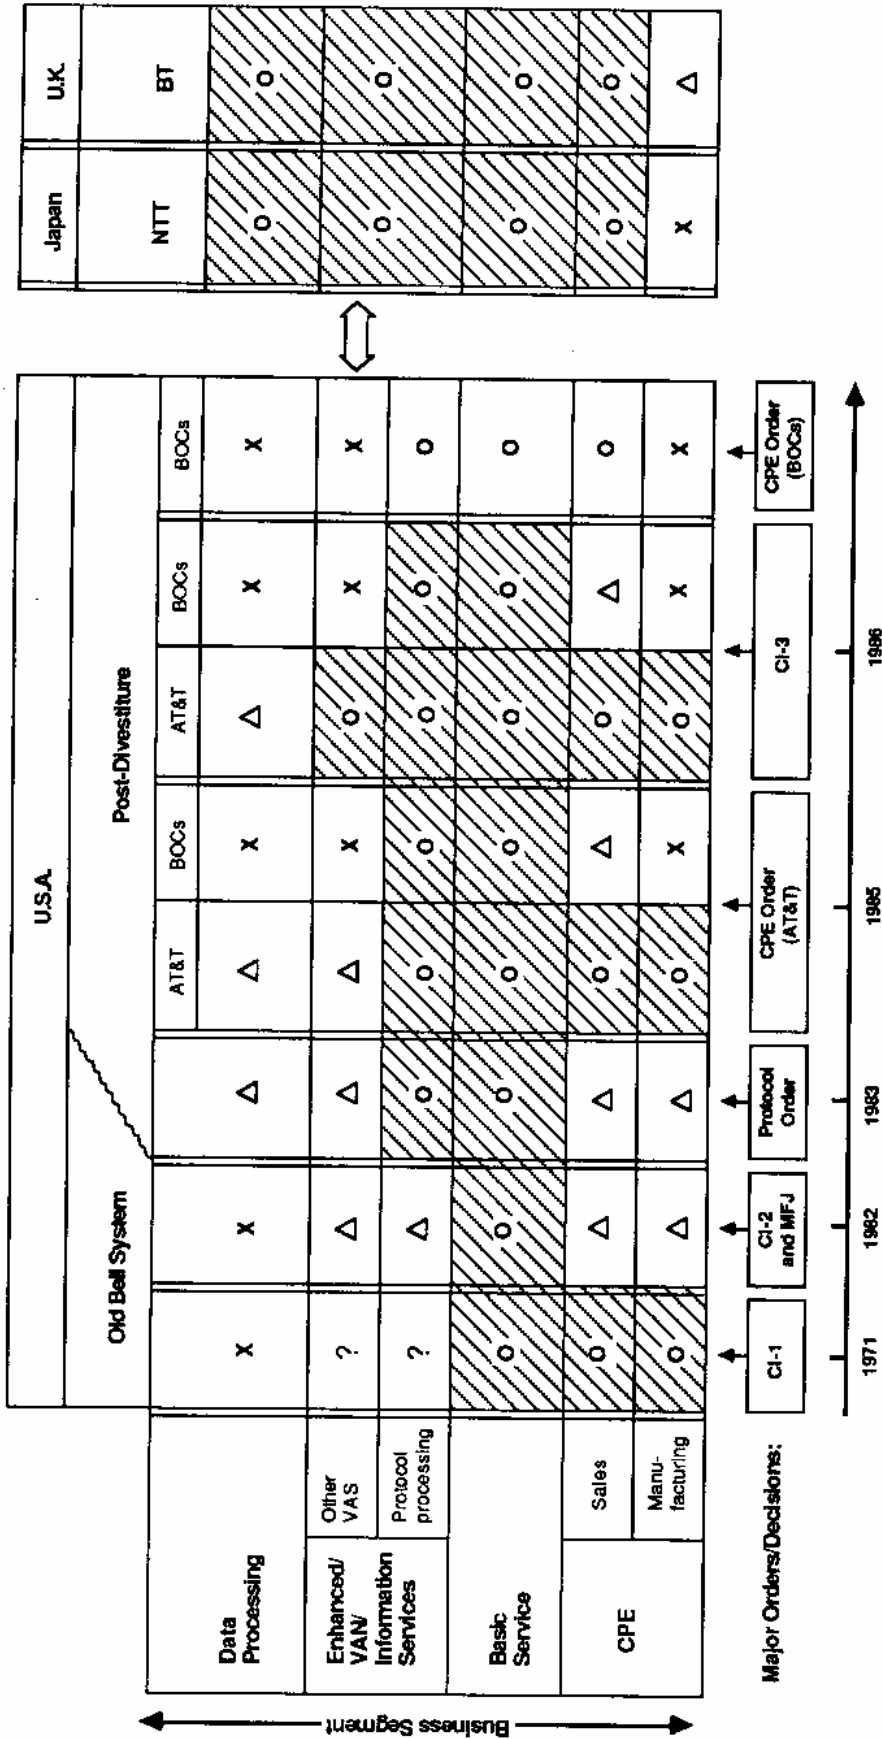 U.S.A.
Japan
U.K.
Old Bell System
Post-Divestiture
NTT
BT
AT&T
BOCs
AT&T
BOCs
BOCs
Data
Processing
X
X
△
△
X
△
X
X
O
O
Enhanced/
VAN/
Information
Services
Other
VAS
?
△
△
△
X
O
X
X
O
O
Protocol
processing
?
△
O
O
O
O
O
O
Basic
Service
O
O
O
O
O
O
O
O
O
O
CPE
Sales
O
△
△
O
△
O
△
O
O
O
Manu-
facturing
O
△
△
O
X
O
X
X
X
△
Business Segment
Major Orders/Decisions:
CI-1
CI-2
and MFJ
Protocol
Order
CPE Order
(AT&T)
CI-3
CPE Order
(BOCs)
1971
1982
1983
1985
1986